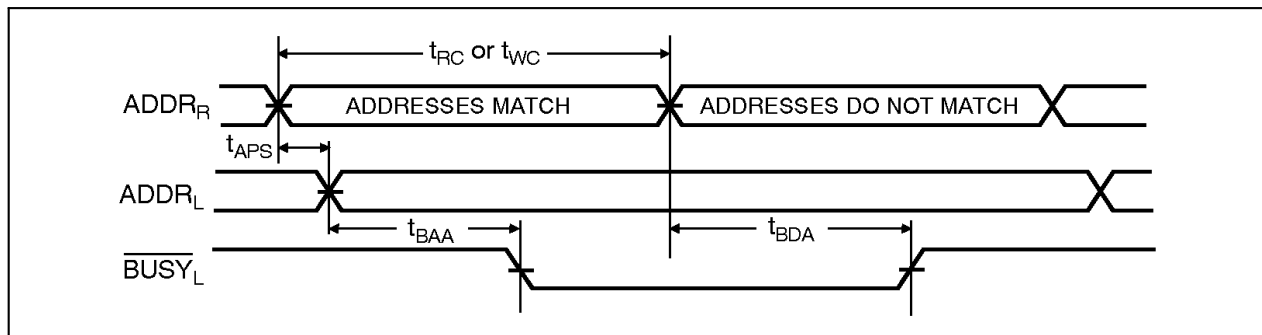 tRC or tWC
ADDRR
ADDRESSES MATCH
ADDRESSES DO NOT MATCH
tAPS
ADDRL
tBAA
tBDA
BUSYL